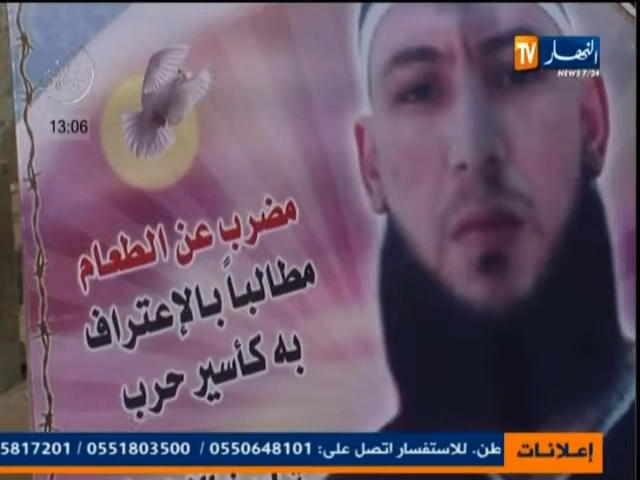 النهار TV
NEWS 7/24
13:06
مضرب عن الطعام
مطالباً بالإعتراف
به كأسير حرب
إعلانات
طن. للاستفسار اتصل على: 0550648101 / 0551803500 / 5817201